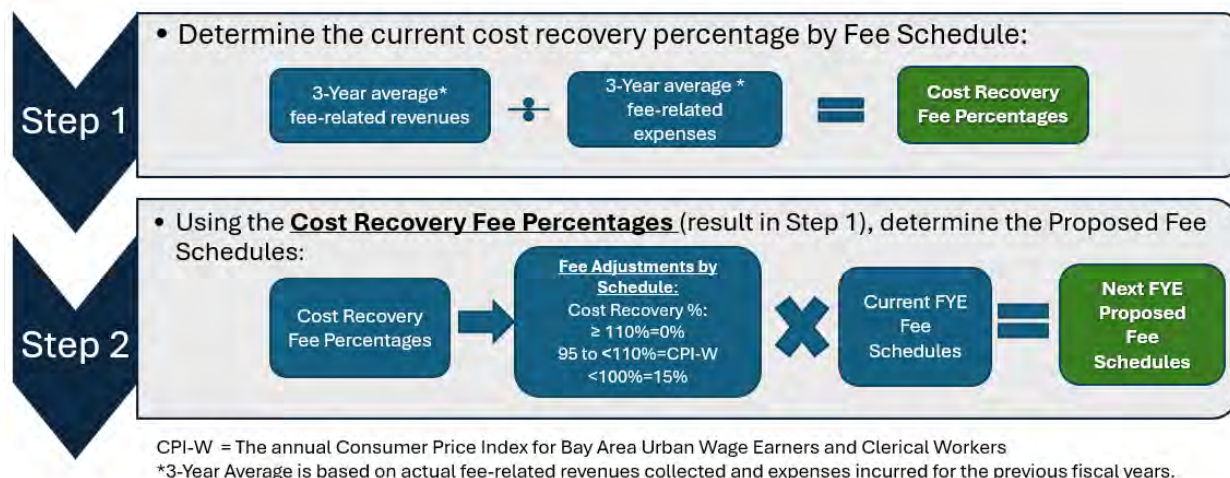 Step 1
• Determine the current cost recovery percentage by Fee Schedule:
3-Year average*
fee-related revenues
÷
3-Year average *
fee-related
expenses
=
Cost Recovery
Fee Percentages
Step 2
• Using the Cost Recovery Fee Percentages (result in Step 1), determine the Proposed Fee
Schedules:
Cost Recovery
Fee Percentages
Fee Adjustments by
Schedule:
Cost Recovery %:
≥ 110%=0%
95 to <110%=CPI-W
<100%=15%
Current FYE
Fee
Schedules
=
Next FYE
Proposed
Fee
Schedules
CPI-W = The annual Consumer Price Index for Bay Area Urban Wage Earners and Clerical Workers
*3-Year Average is based on actual fee-related revenues collected and expenses incurred for the previous fiscal years.